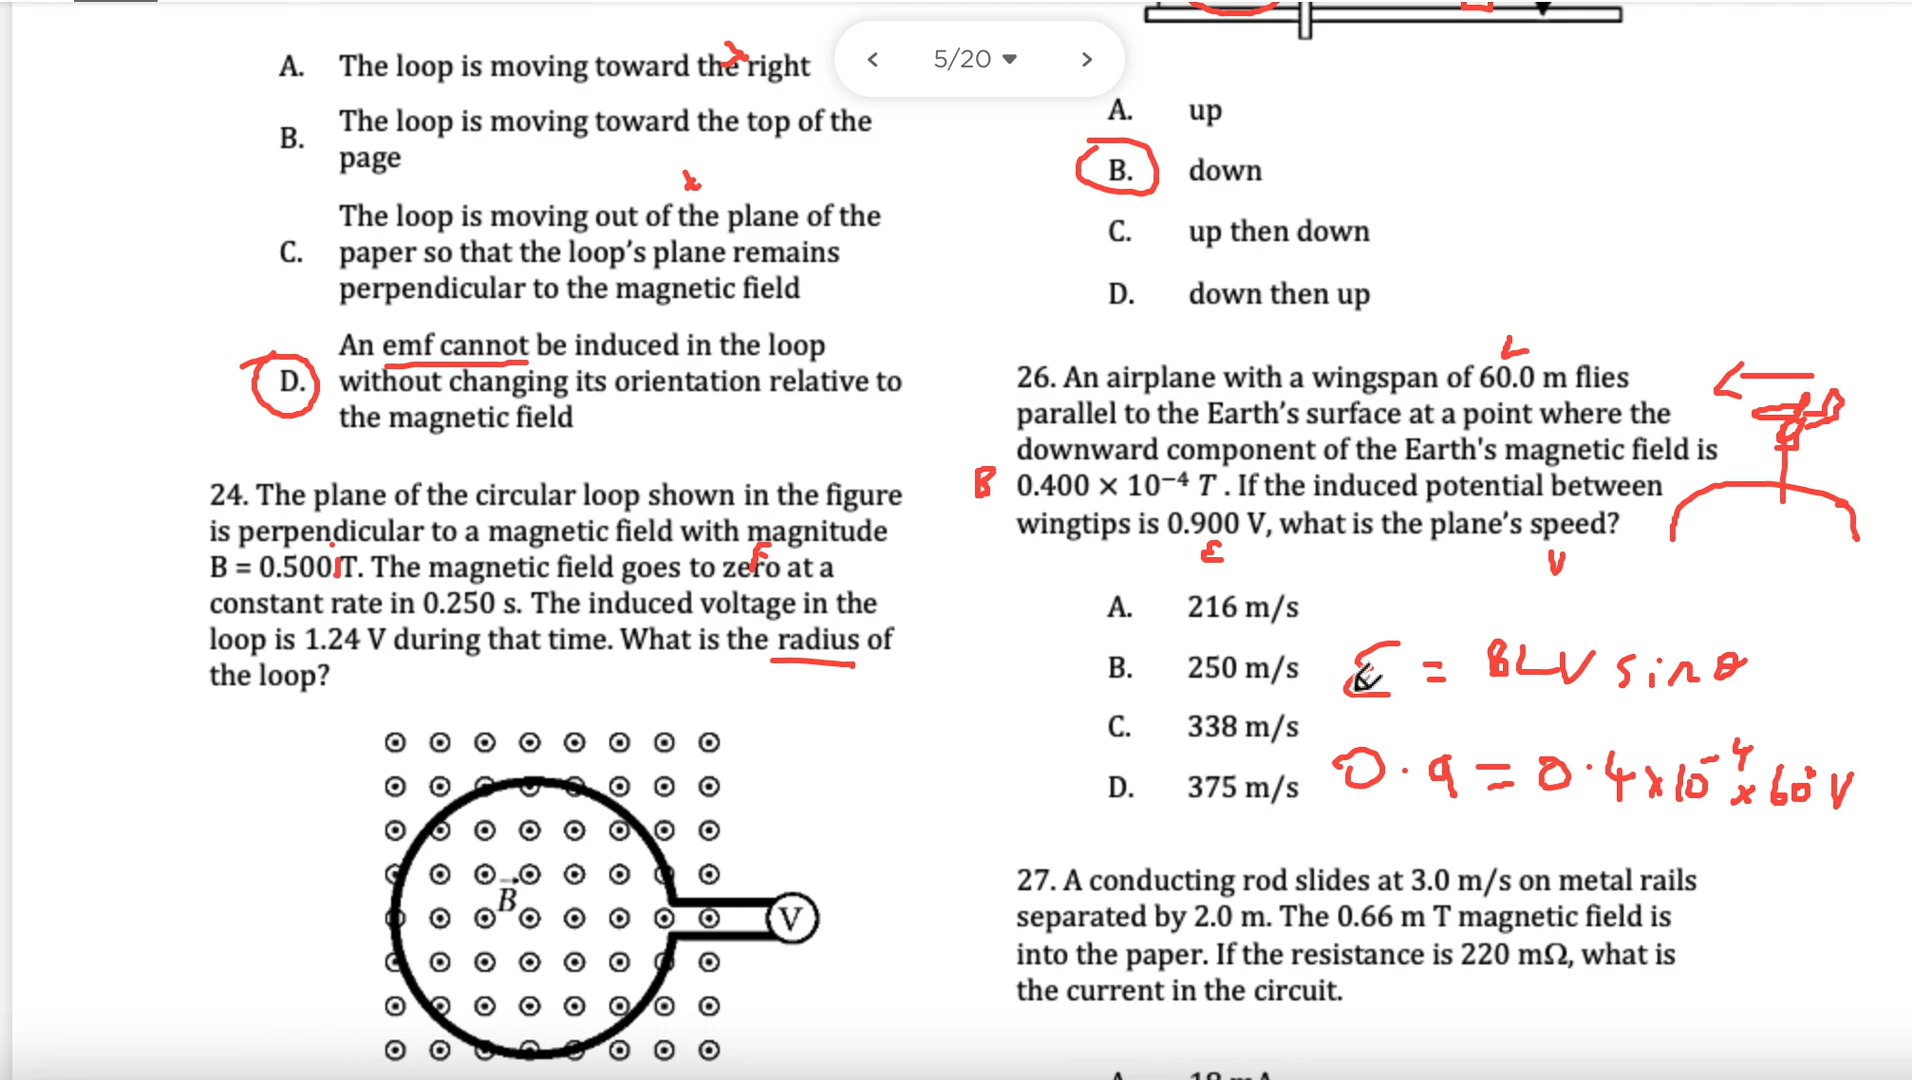 5/20
A. The loop is moving toward the right
B. The loop is moving toward the top of the
page
The loop is moving out of the plane of the
C. paper so that the loop's plane remains
perpendicular to the magnetic field
An emf cannot be induced in the loop
D. without changing its orientation relative to
the magnetic field
24. The plane of the circular loop shown in the figure
is perpendicular to a magnetic field with magnitude
B = 0.500 T. The magnetic field goes to zero at a
constant rate in 0.250 s. The induced voltage in the
loop is 1.24 V during that time. What is the radius of
the loop?
B
V
A. up
B. down
C. up then down
D. down then up
L
26. An airplane with a wingspan of 60.0 m flies
parallel to the Earth's surface at a point where the
downward component of the Earth's magnetic field is
B 0.400 × 10⁻⁴ T . If the induced potential between
wingtips is 0.900 V, what is the plane's speed?
ε V
A. 216 m/s
B. 250 m/s
C. 338 m/s
D. 375 m/s
ε = BLV sin θ
0.9 = 0.4×10⁻⁴ × 60 V
27. A conducting rod slides at 3.0 m/s on metal rails
separated by 2.0 m. The 0.66 m T magnetic field is
into the paper. If the resistance is 220 mΩ, what is
the current in the circuit.